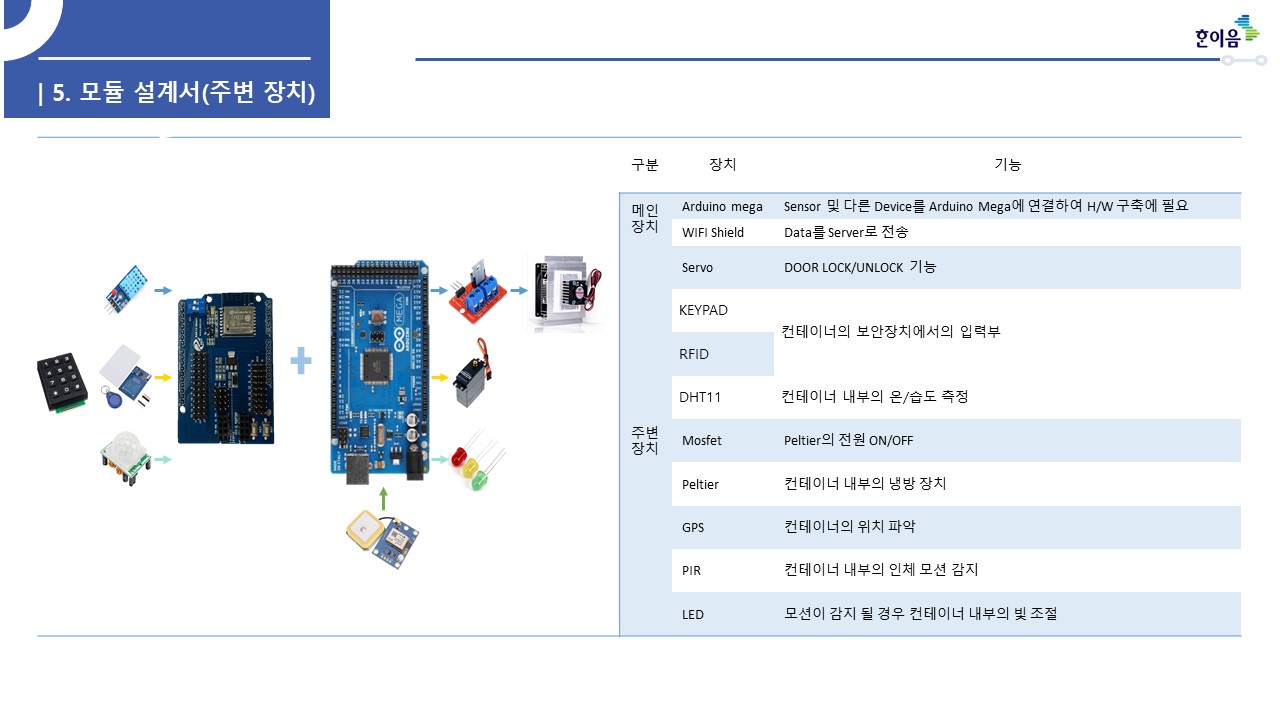 한이음
| 5. 모듈 설계서(주변 장치)
구분 장치 기능
메인
장치
Arduino mega Sensor 및 다른 Device를 Arduino Mega에 연결하여 H/W 구축에 필요
WIFI Shield Data를 Server로 전송
주변
장치
Servo DOOR LOCK/UNLOCK 기능
KEYPAD
컨테이너의 보안장치에서의 입력부
RFID
DHT11 컨테이너 내부의 온/습도 측정
Mosfet Peltier의 전원 ON/OFF
Peltier 컨테이너 내부의 냉방 장치
GPS 컨테이너의 위치 파악
PIR 컨테이너 내부의 인체 모션 감지
LED 모션이 감지 될 경우 컨테이너 내부의 빛 조절
MEGA